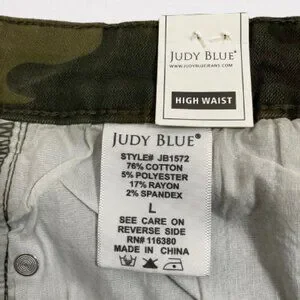 JUDY BLUE®
WWW.JUDYBLUEJEANS.COM
HIGH WAIST
JUDY BLUE®
STYLE# JB1572
76% COTTON
5% POLYESTER
17% RAYON
2% SPANDEX
L
SEE CARE ON
REVERSE SIDE
RN# 116380
MADE IN CHINA